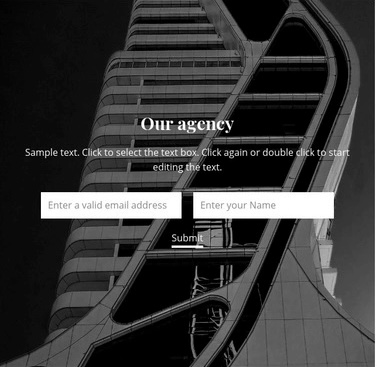 Our agency
Sample text. Click to select the text box. Click again or double click to start
editing the text.
Enter a valid email address
Enter your Name
Submit